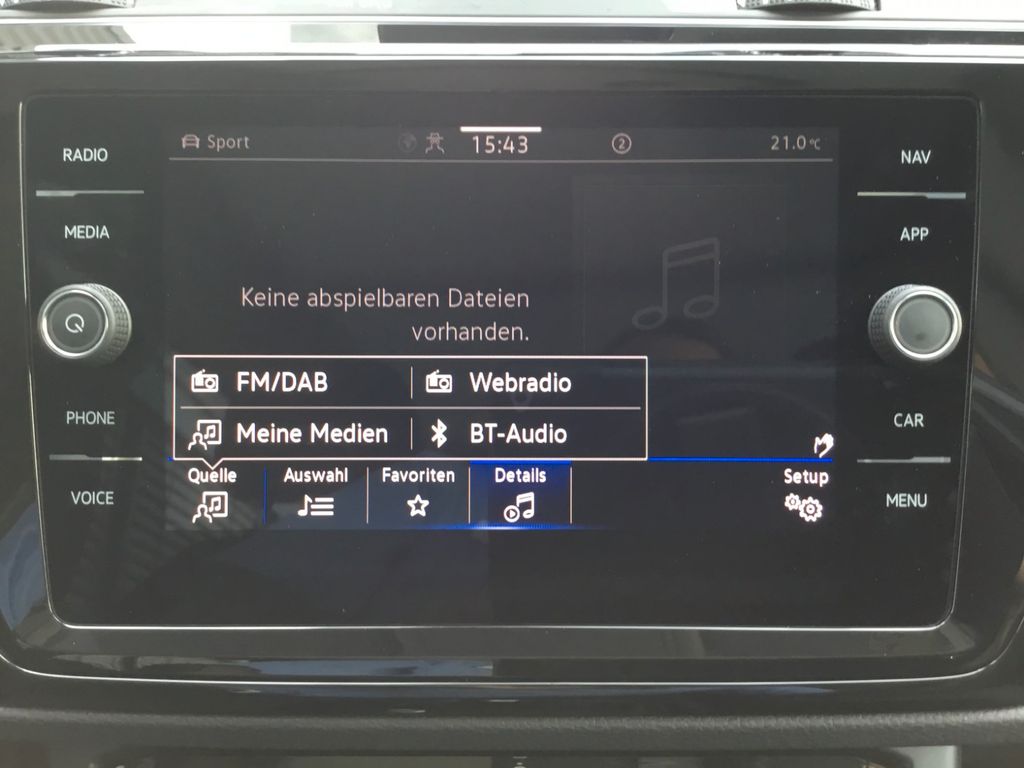 RADIO
MEDIA
PHONE
VOICE
Sport
15:43
2
21.0°C
Keine abspielbaren Dateien
vorhanden.
FM/DAB
Webradio
Meine Medien
BT-Audio
Quelle
Auswahl
Favoriten
Details
Setup
NAV
APP
CAR
MENU